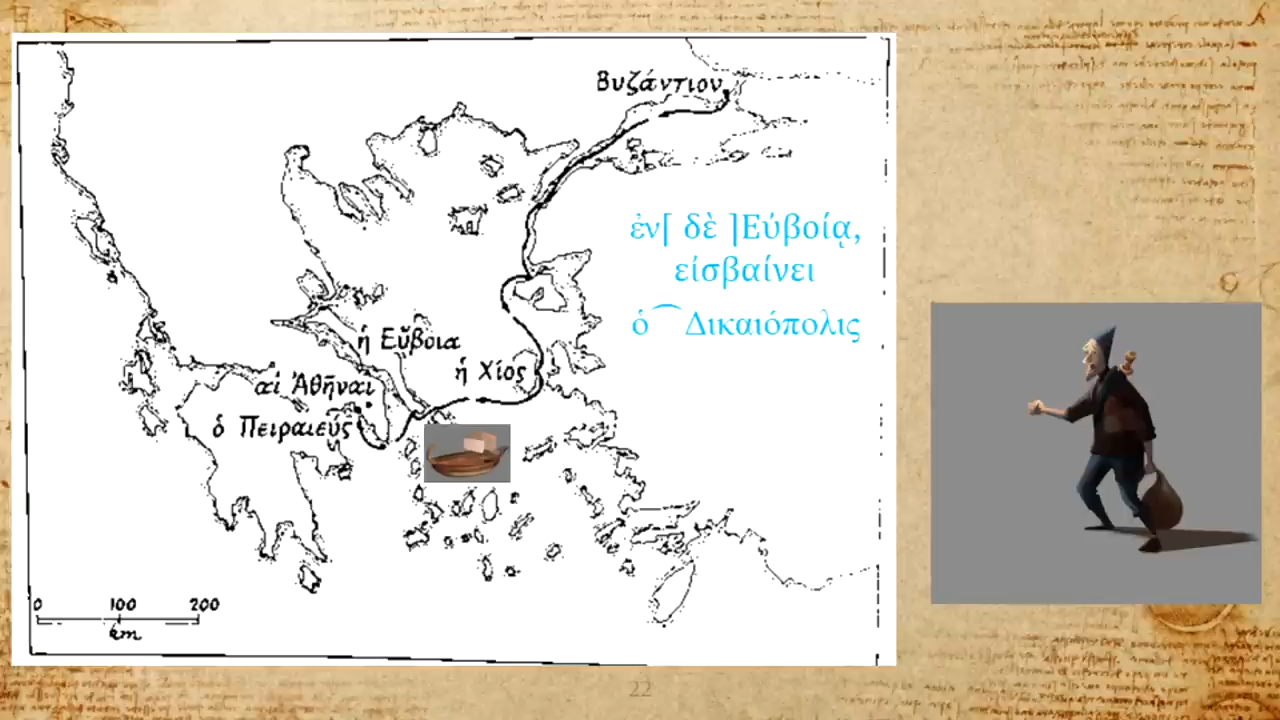 Βυζάντιον
ἐν[ δὲ ]Εὐβοίᾳ,
εἰσβαίνει
ὁ⁀Δικαιόπολις
ἡ Εὔβοια
ἡ Χίος
αἱ Ἀθῆναι
ὁ Πειραιεύς
0 100 200
km
22